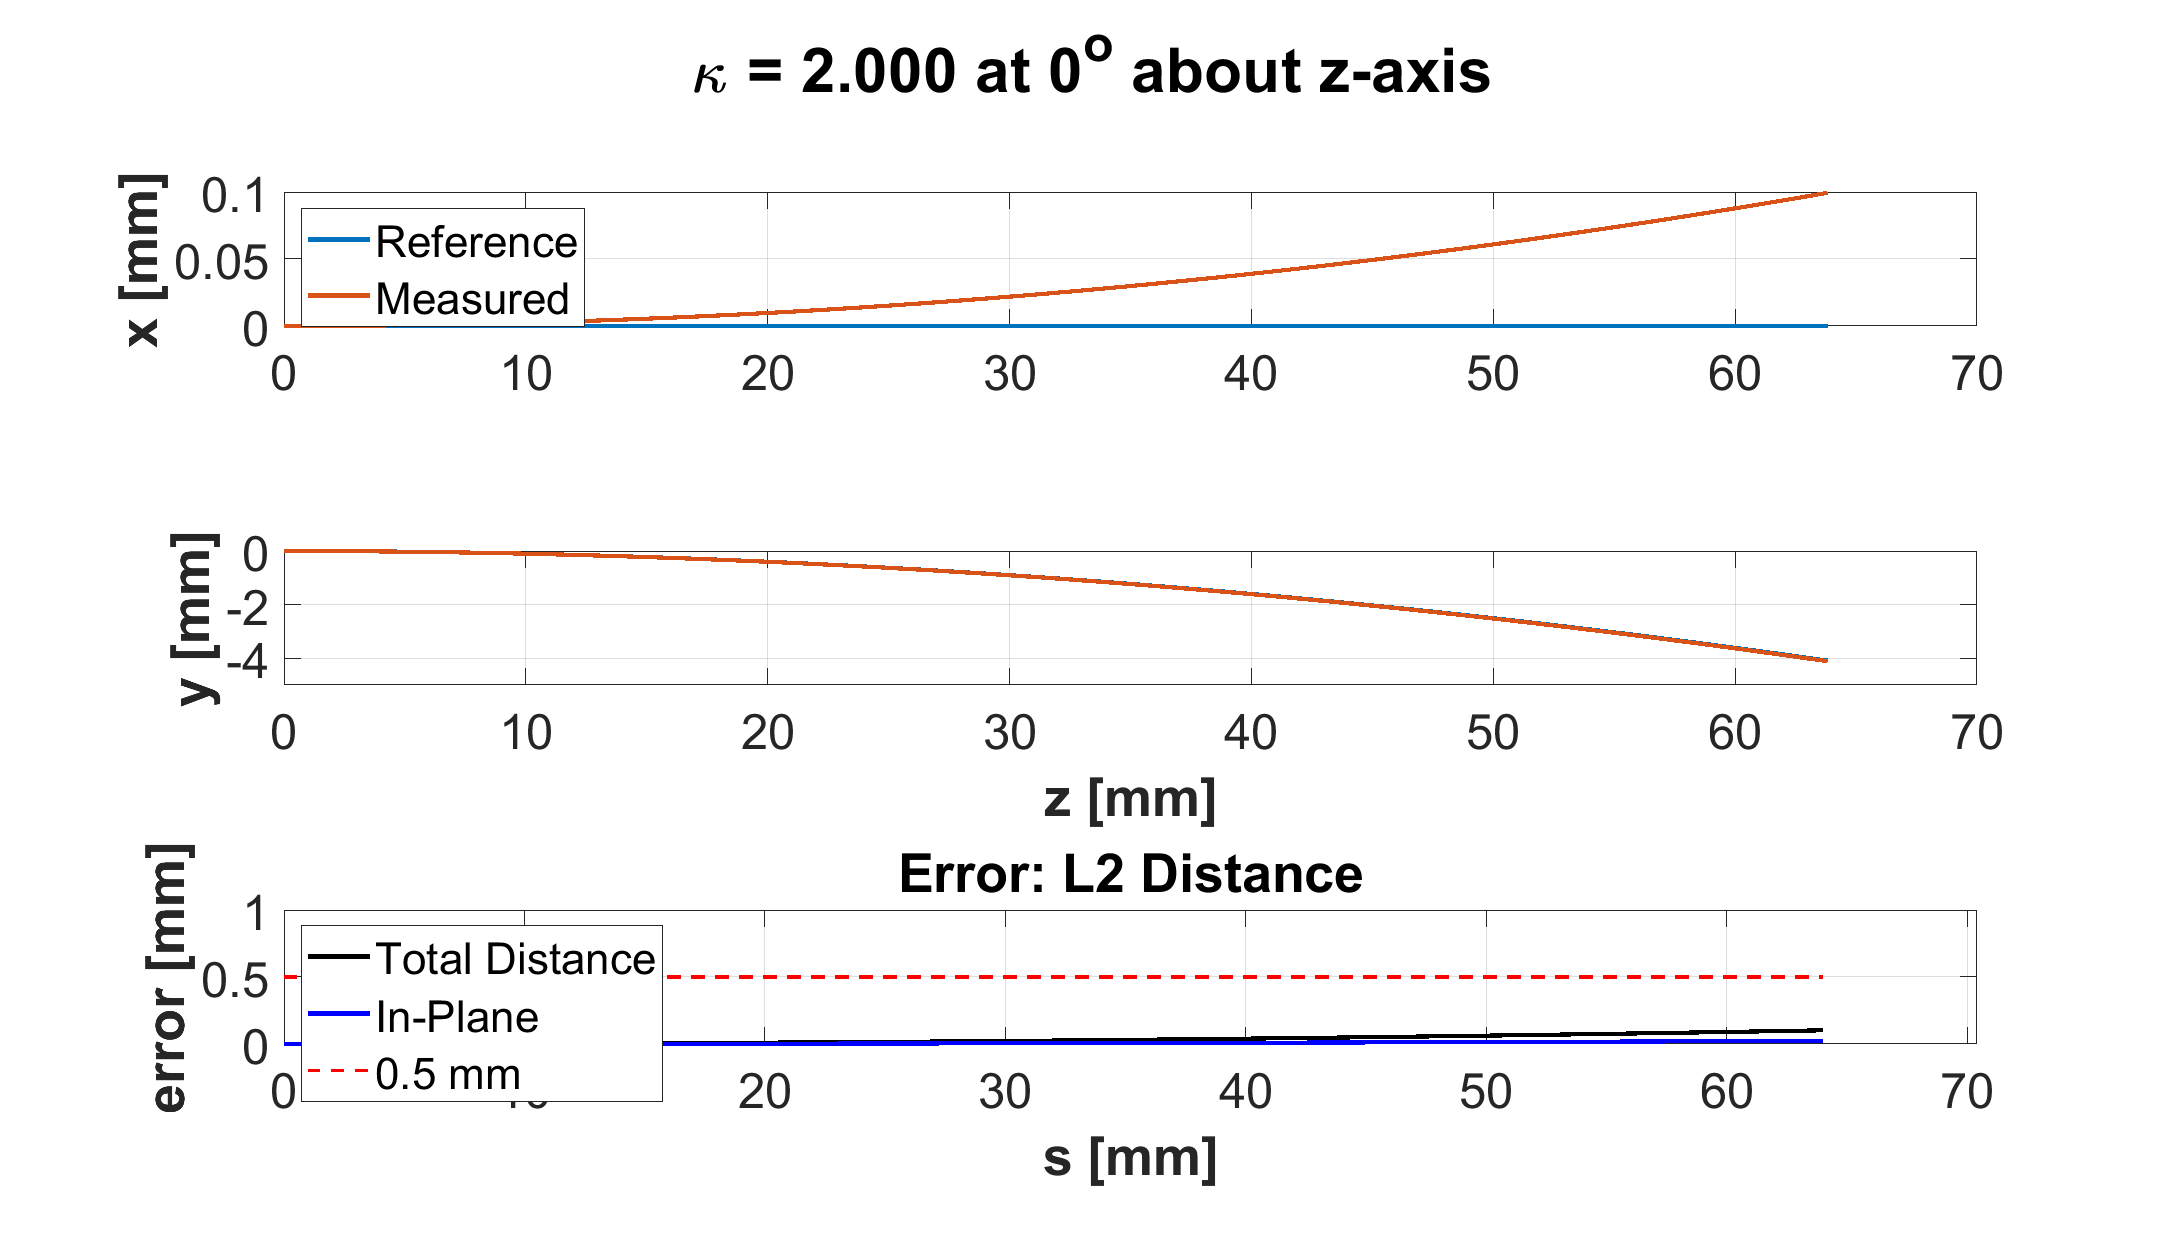 κ = 2.000 at 0° about z-axis
x [mm]
0.1
0.05
0
Reference
Measured
0 10 20 30 40 50 60 70
y [mm]
0
-2
-4
0 10 20 30 40 50 60 70
z [mm]
Error: L2 Distance
error [mm]
1
0.5
0
Total Distance
In-Plane
0.5 mm
0 20 30 40 50 60 70
s [mm]